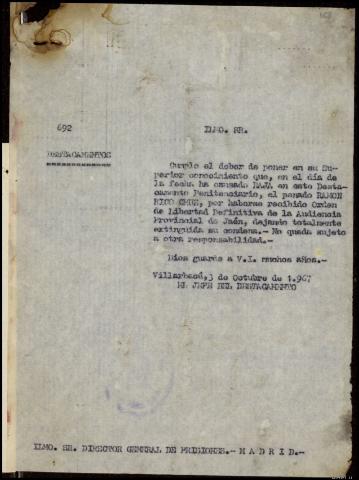 692
ILMO. SR.
DESTACAMENTOS
Cumplo el deber de poner en su Su-
perior conocimiento que, en el día de
la fecha ha causado BAJA en este Desta-
camento Penitenciario, el penado RAMON
RICO CRUZ, por haberse recibido Orden
de Libertad Definitiva de la Audiencia
Provincial de Jaén, dejando totalmente
extinguida su condena.- No queda sujeto
a otra responsabilidad.-
Dios guarde a V.I. muchos años.-
Villarbacú, 3 de Octubre de 1.967
EL JEFE DEL DESTACAMENTO
ILMO. SR. DIRECTOR GENERAL DE PRISIONES.- M A D R I D.-